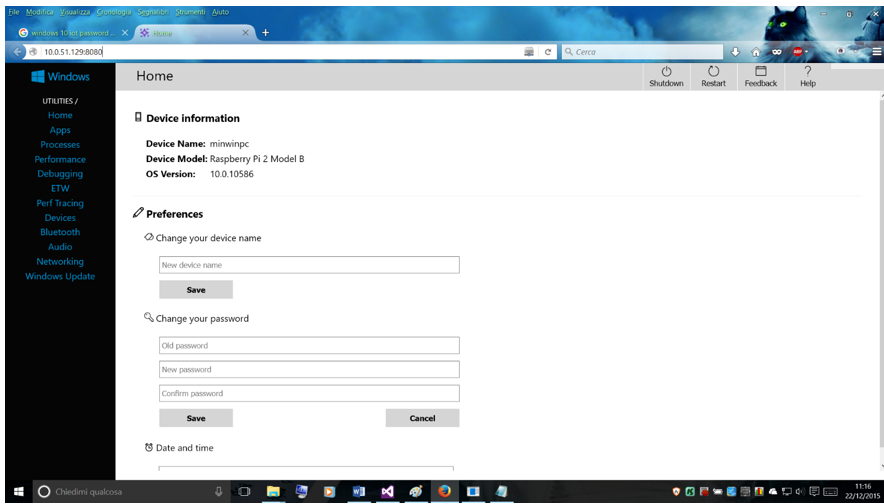 File Modifica Visualizza Cronologia Segnalibri Strumenti Aiuto
windows 10 iot password ... Home
10.0.51.129:8080 Cerca
Windows Home Shutdown Restart Feedback Help
UTILITIES /
Home
Apps
Processes
Performance
Debugging
ETW
Perf Tracing
Devices
Bluetooth
Audio
Networking
Windows Update
Device information
Device Name: minwinpc
Device Model: Raspberry Pi 2 Model B
OS Version: 10.0.10586
Preferences
Change your device name
New device name
Save
Change your password
Old password
New password
Confirm password
Save Cancel
Date and time
Chiedimi qualcosa
11:16
22/12/2015